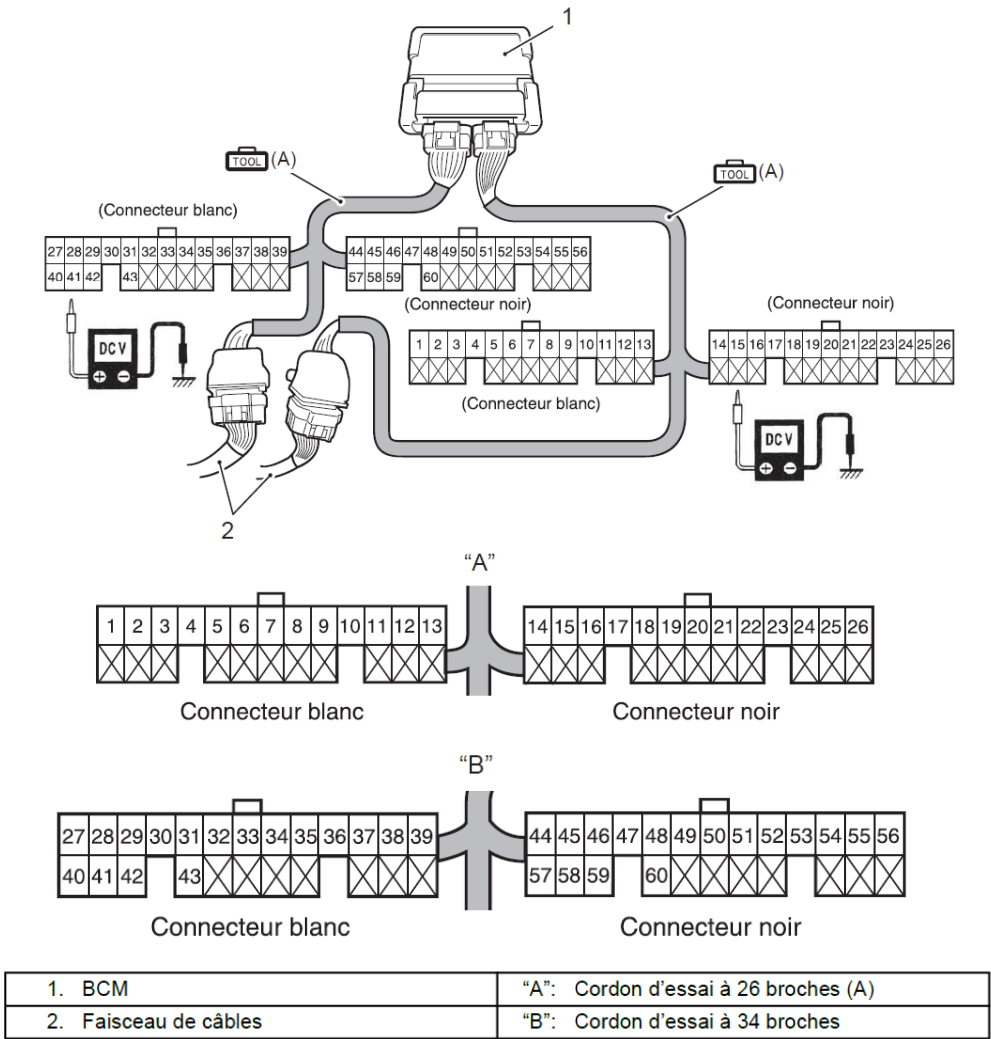 1
TOOL (A)
TOOL (A)
(Connecteur blanc)
27 28 29 30 31 32 33 34 35 36 37 38 39
40 41 42 43
44 45 46 47 48 49 50 51 52 53 54 55 56
57 58 59 60
(Connecteur noir)
(Connecteur noir)
1 2 3 4 5 6 7 8 9 10 11 12 13
14 15 16 17 18 19 20 21 22 23 24 25 26
(Connecteur blanc)
DC V
DC V
2
“A”
1 2 3 4 5 6 7 8 9 10 11 12 13
14 15 16 17 18 19 20 21 22 23 24 25 26
Connecteur blanc
Connecteur noir
“B”
27 28 29 30 31 32 33 34 35 36 37 38 39
40 41 42 43
44 45 46 47 48 49 50 51 52 53 54 55 56
57 58 59 60
Connecteur blanc
Connecteur noir
1. BCM
“A”: Cordon d’essai à 26 broches (A)
2. Faisceau de câbles
“B”: Cordon d’essai à 34 broches